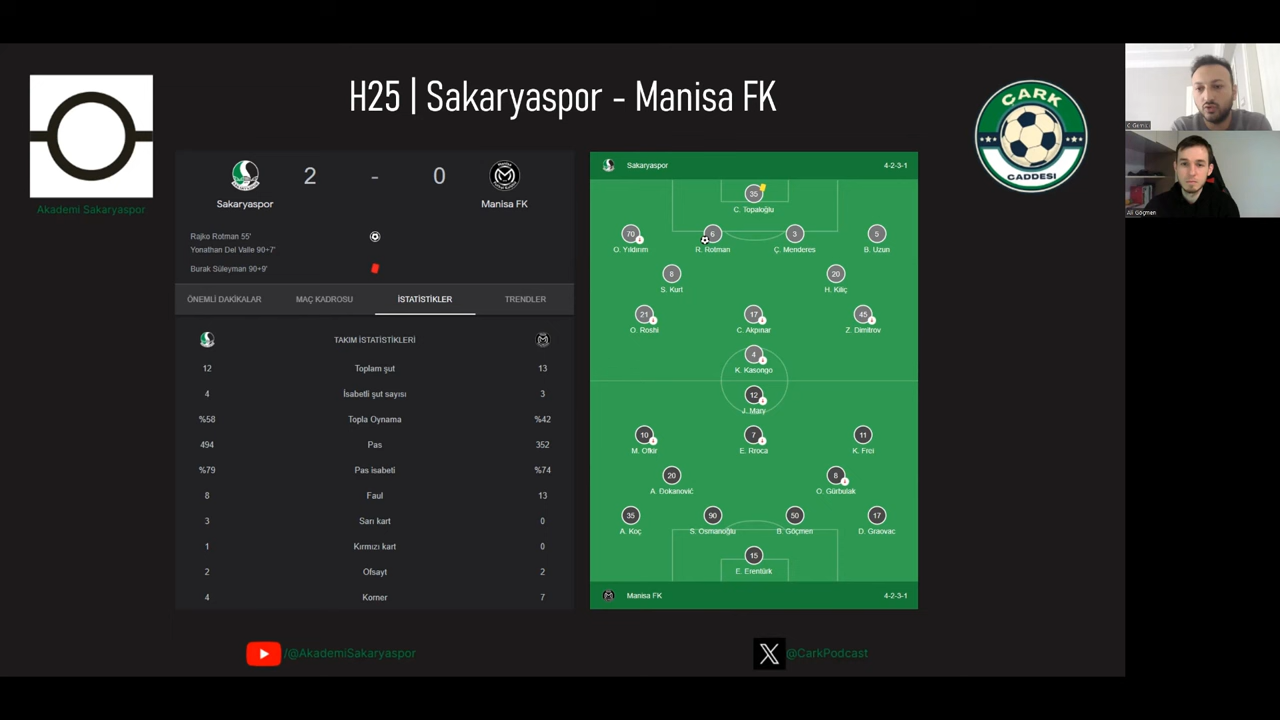 H25 | Sakaryaspor - Manisa FK
Akademi Sakaryaspor
ÇARK
CADDESİ
Ali Göçmen
2 - 0
Sakaryaspor
Manisa FK
Rajko Rotman 55'
Yonathan Del Valle 90+7'
Burak Süleyman 90+9'
ÖNEMLİ DAKİKALAR MAÇ KADROSU İSTATİSTİKLER TRENDLER
TAKIM İSTATİSTİKLERİ
12 Toplam şut 13
4 İsabetli şut sayısı 3
%58 Topla Oynama %42
494 Pas 352
%79 Pas isabeti %74
8 Faul 13
3 Sarı kart 0
1 Kırmızı kart 0
2 Ofsayt 2
4 Korner 7
Sakaryaspor 4-2-3-1
35
C. Topaloğlu
70 6 3 5
O. Yıldırım R. Rotman Ç. Menderes B. Uzun
8 20
S. Kurt H. Kılıç
21 17 45
O. Roshi C. Akpınar Z. Dimitrov
4
K. Kasongo
12
J. Mary
10 7 11
M. Ofkir E. Rroca K. Frci
20 8
A. Dokanović O. Gürbulak
35 90 50 17
A. Koç S. Osmanoğlu B. Göçmen D. Graovac
15
E. Erentürk
Manisa FK 4-2-3-1
/@AkademiSakaryaspor
@CarkPodcast